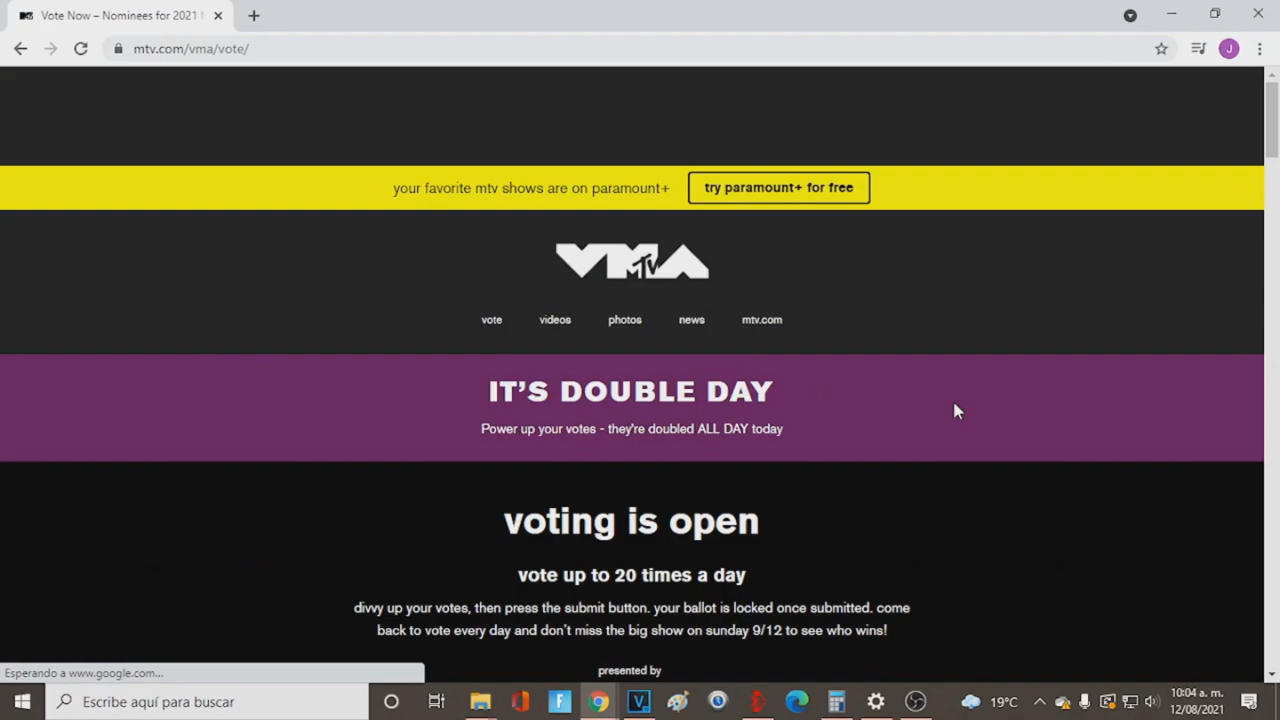 Vote Now – Nominees for 2021
mtv.com/vma/vote/
J
your favorite mtv shows are on paramount+
try paramount+ for free
VMA
MTV
vote
videos
photos
news
mtv.com
IT'S DOUBLE DAY
Power up your votes - they're doubled ALL DAY today
voting is open
vote up to 20 times a day
divvy up your votes, then press the submit button. your ballot is locked once submitted. come
back to vote every day and don't miss the big show on sunday 9/12 to see who wins!
presented by
Esperando a www.google.com...
Escribe aquí para buscar
19°C
10:04 a. m.
12/08/2021